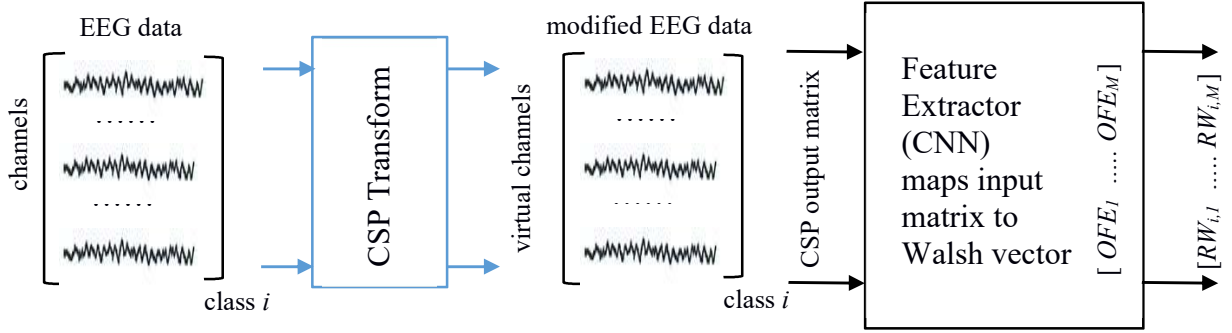 EEG data
channels
......
......
class i
CSP Transform
modified EEG data
virtual channels
......
......
class i
CSP output matrix
Feature
Extractor
(CNN)
maps input
matrix to
Walsh vector
[ OFE1 ..... OFEM]
[RWi,1 ..... RWi,M]